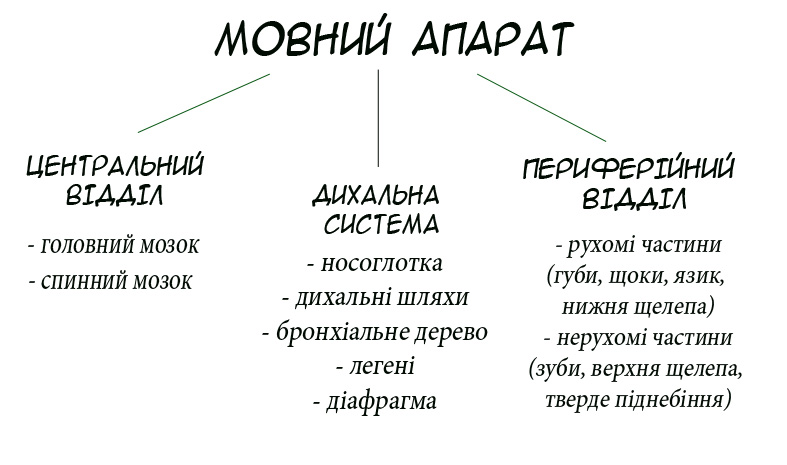 МОВНИЙ АПАРАТ
ЦЕНТРАЛЬНИЙ
ВІДДІЛ
- головний мозок
- спинний мозок
ДИХАЛЬНА
СИСТЕМА
- носоглотка
- дихальні шляхи
- бронхіальне дерево
- легені
- діафрагма
ПЕРИФЕРІЙНИЙ
ВІДДІЛ
- рухомі частини
(губи, щоки, язик,
нижня щелепа)
- нерухомі частини
(зуби, верхня щелепа,
тверде піднебіння)